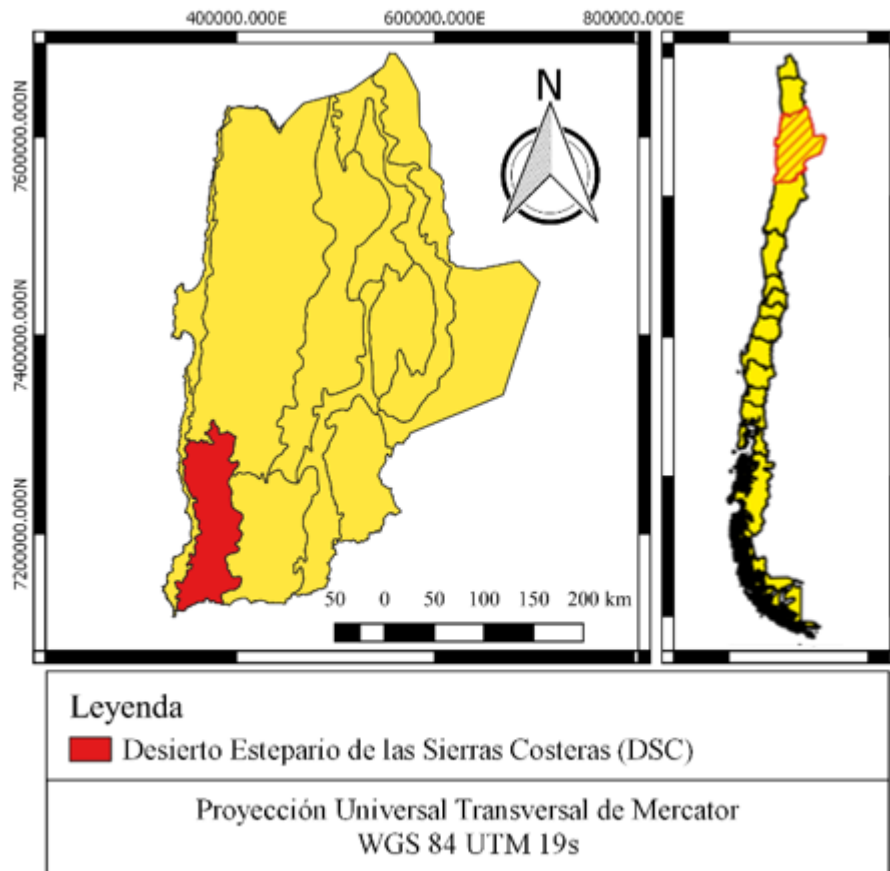 400000.000E 600000.000E 800000.000E
7600000.000N
7400000.000N
7200000.000N
N
50 0 50 100 150 200 km
Leyenda
Desierto Estepario de las Sierras Costeras (DSC)
Proyección Universal Transversal de Mercator
WGS 84 UTM 19s